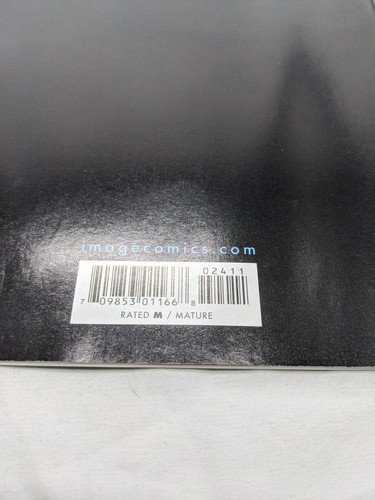 imagecomics.com
02411
7 09853 01166 8
RATED M / MATURE